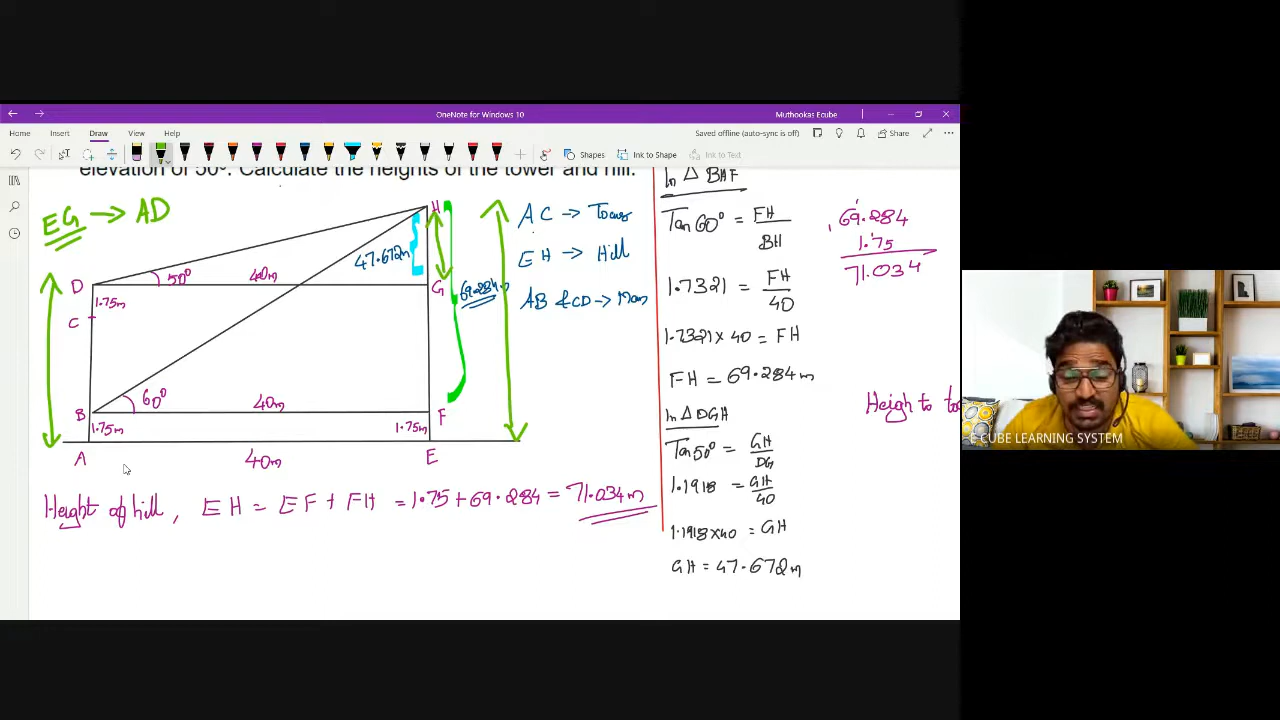 OneNote for Windows 10
Muthookas Ecube
Home Insert Draw View Help
Saved offline (auto-sync is off)
Share
Shapes
Ink to Shape
Ink to Text
elevation of 50°. Calculate the heights of the tower and hill.
EG → AD
H
AC → Tower
EH → Hill
AB & CD → Man
47.672m
D
50°
40m
G
69.284m
1.75m
C
60°
B
40m
F
1.75m
1.75m
A
40m
E
Height of hill, EH = EF + FH = 1.75 + 69.284 = 71.034m
In Δ BHF
Tan 60° = FH
BH
1.7321 = FH
40
1.7321 x 40 = FH
FH = 69.284m
In Δ DGH
Tan 50° = GH
DG
1.1918 = GH
40
1.1918 x 40 = GH
GH = 47.672m
69.284
1.75
71.034
Heigh to to
E CUBE LEARNING SYSTEM